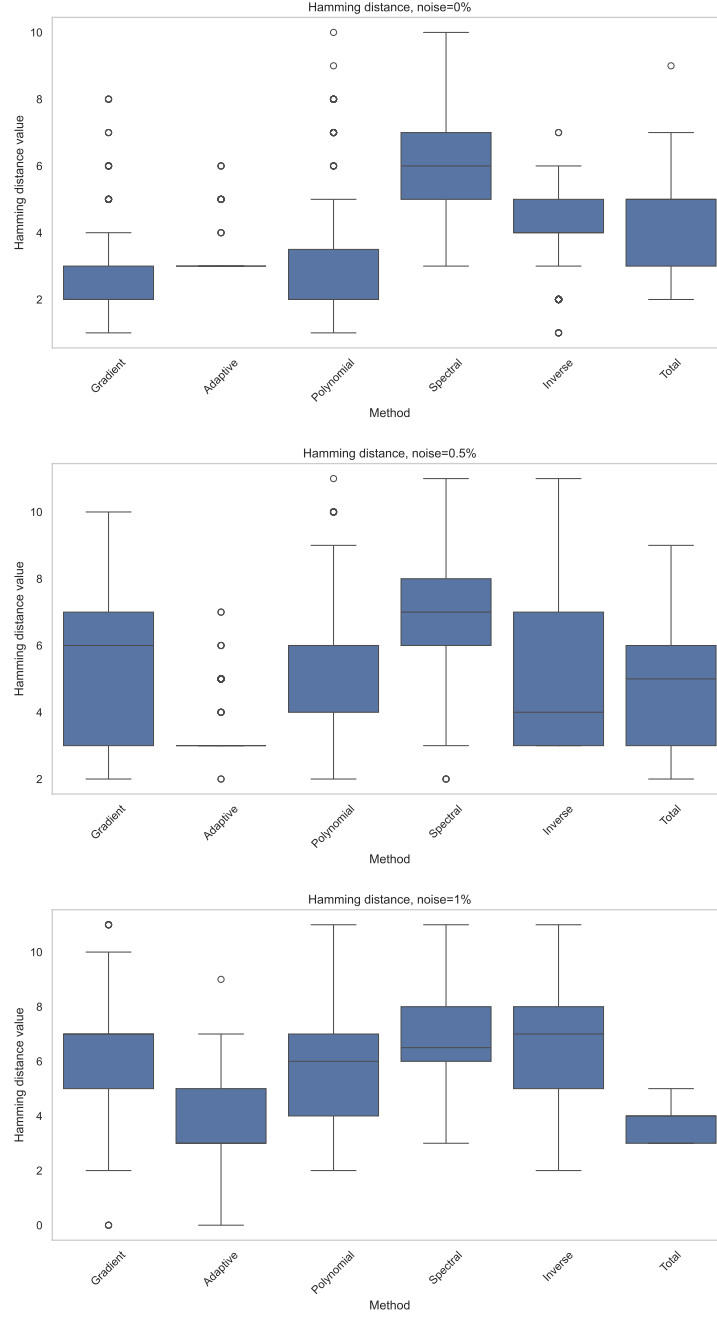 Hamming distance, noise=0%
10
8
6
4
2
Hamming distance value
Gradient
Adaptive
Polynomial
Spectral
Inverse
Total
Method
Hamming distance, noise=0.5%
10
8
6
4
2
Hamming distance value
Gradient
Adaptive
Polynomial
Spectral
Inverse
Total
Method
Hamming distance, noise=1%
10
8
6
4
2
0
Hamming distance value
Gradient
Adaptive
Polynomial
Spectral
Inverse
Total
Method